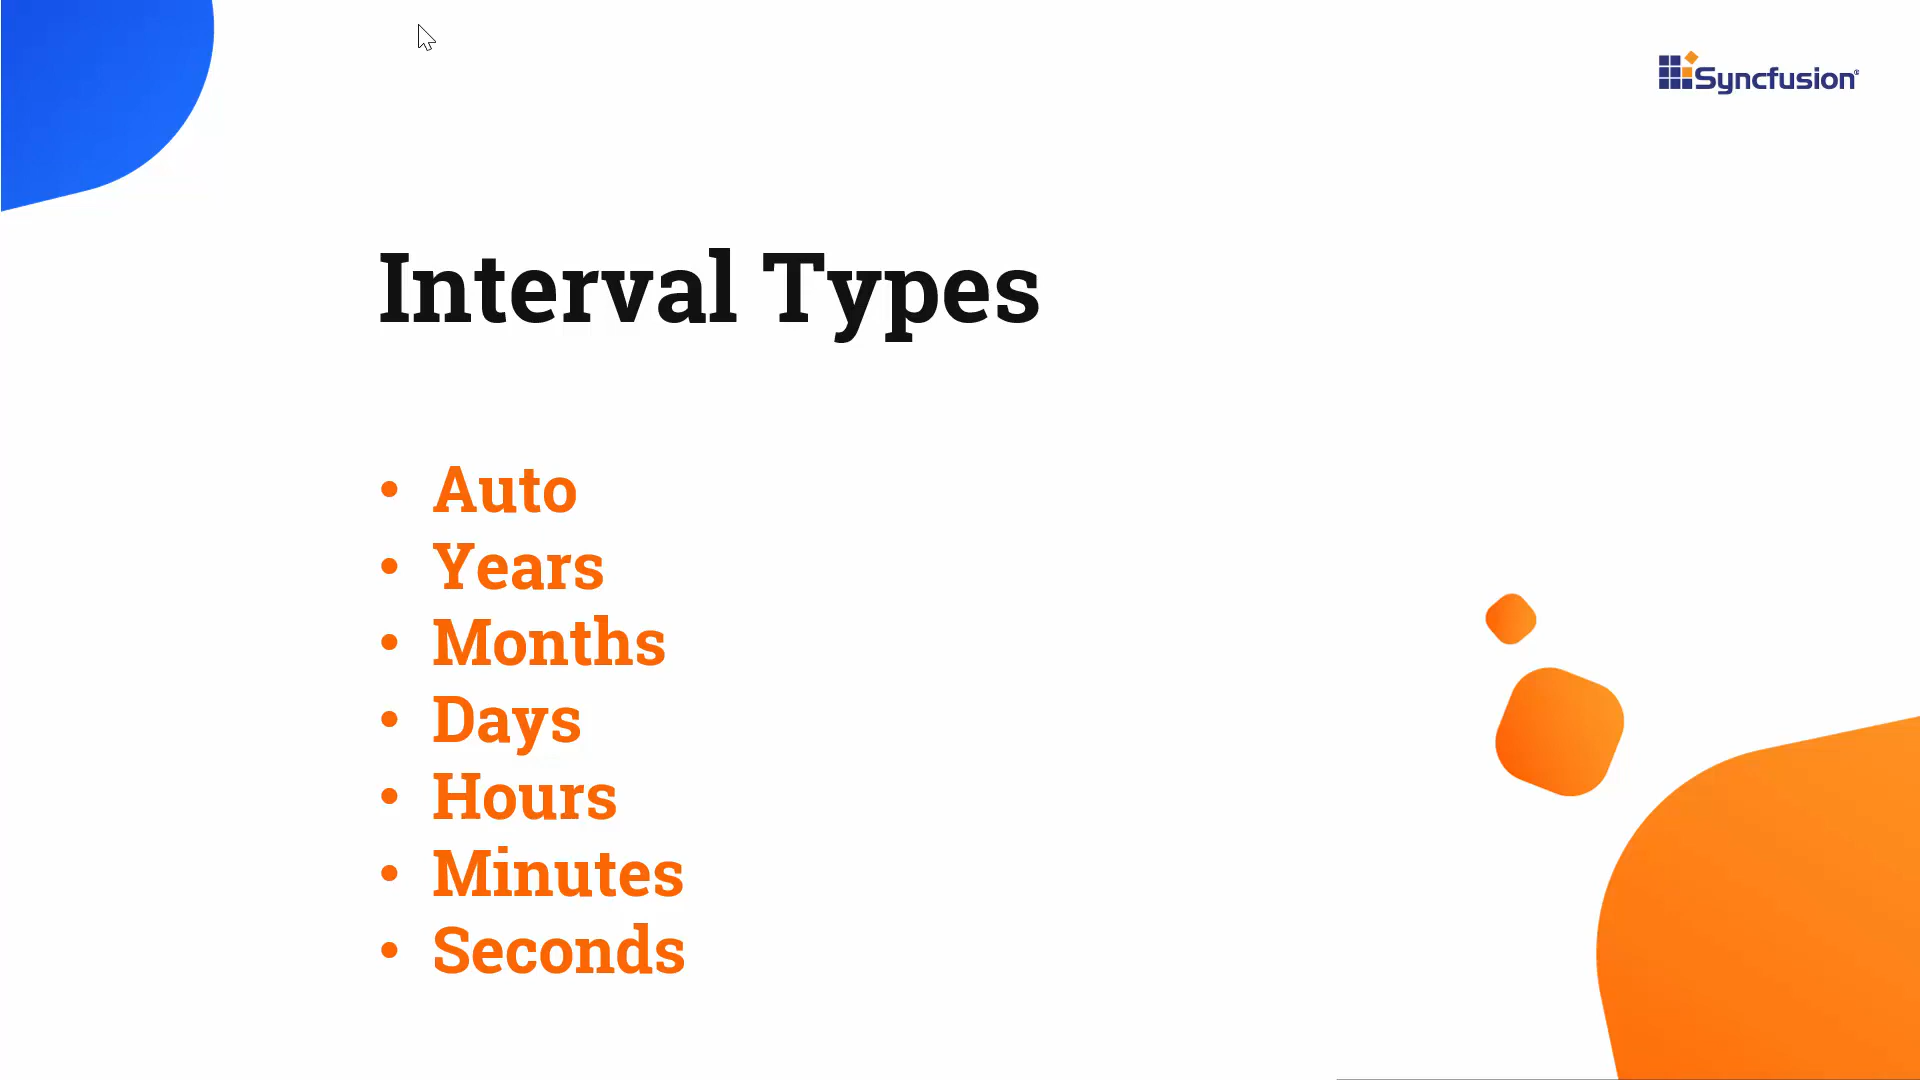 Syncfusion®
Interval Types
• Auto
• Years
• Months
• Days
• Hours
• Minutes
• Seconds